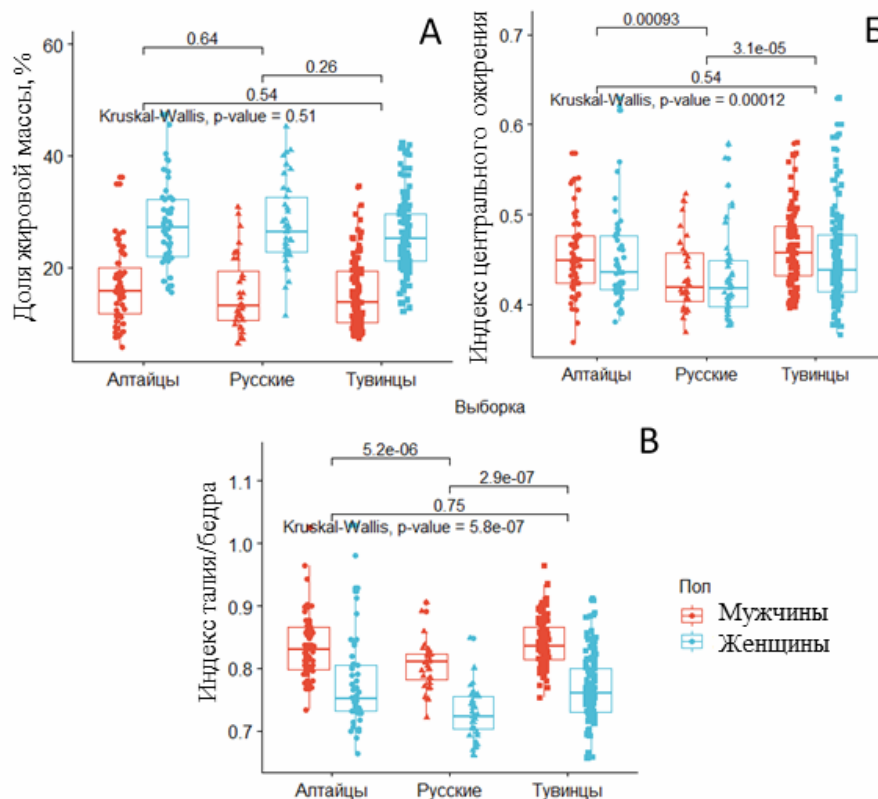 A
Доля жировой массы, %
60
40
20
0.64
0.26
0.54
Kruskal-Wallis, p-value = 0.51
Алтайцы Русские Тувинцы
Индекс центрального ожирения
0.7
0.6
0.5
0.4
0.00093
3.1e-05
0.54
Kruskal-Wallis, p-value = 0.00012
Алтайцы Русские Тувинцы
Выборка
В
Индекс талия/бедра
1.1
1.0
0.9
0.8
0.7
5.2e-06
2.9e-07
0.75
Kruskal-Wallis, p-value = 5.8e-07
Алтайцы Русские Тувинцы
Пол
Мужчины
Женщины